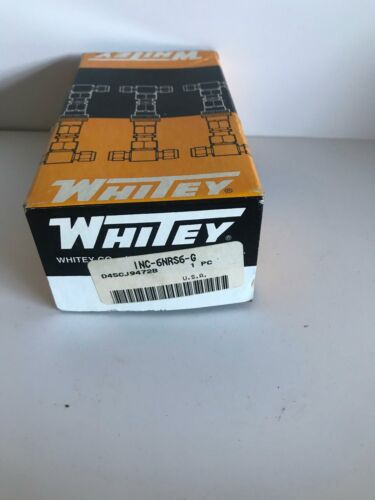 WHITEY
WHITEY®
WHITEY®
WHITEY CO.
INC-6NRS6-G
D45CJ9472B 1 PC
U.S.A.